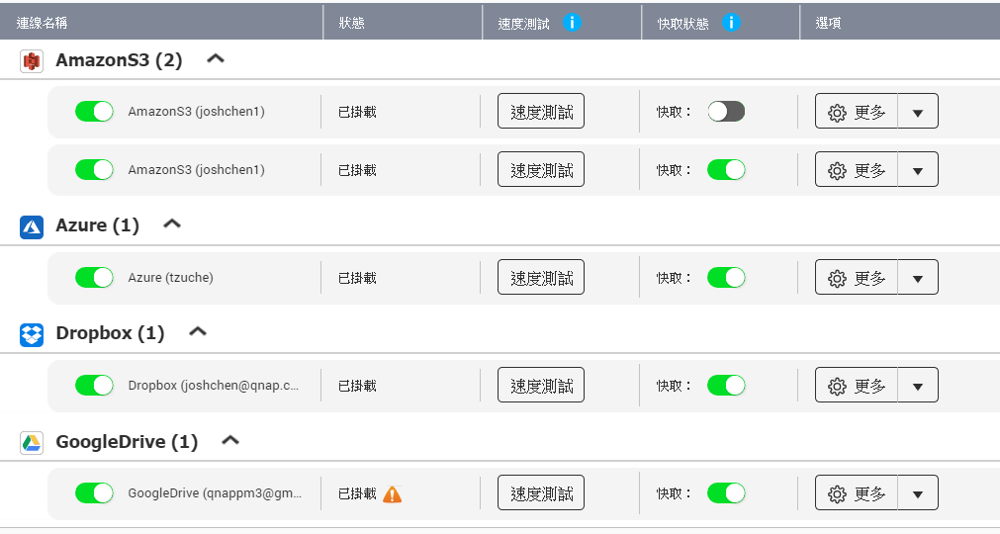 連線名稱 狀態 速度測試 i 快取狀態 i 選項
AmazonS3 (2)
AmazonS3 (joshchen1) 已掛載 速度測試 快取： 更多
AmazonS3 (joshchen1) 已掛載 速度測試 快取： 更多
Azure (1)
Azure (tzuche) 已掛載 速度測試 快取： 更多
Dropbox (1)
Dropbox (joshchen@qnap.c... 已掛載 速度測試 快取： 更多
GoogleDrive (1)
GoogleDrive (qnappm3@gm... 已掛載 速度測試 快取： 更多